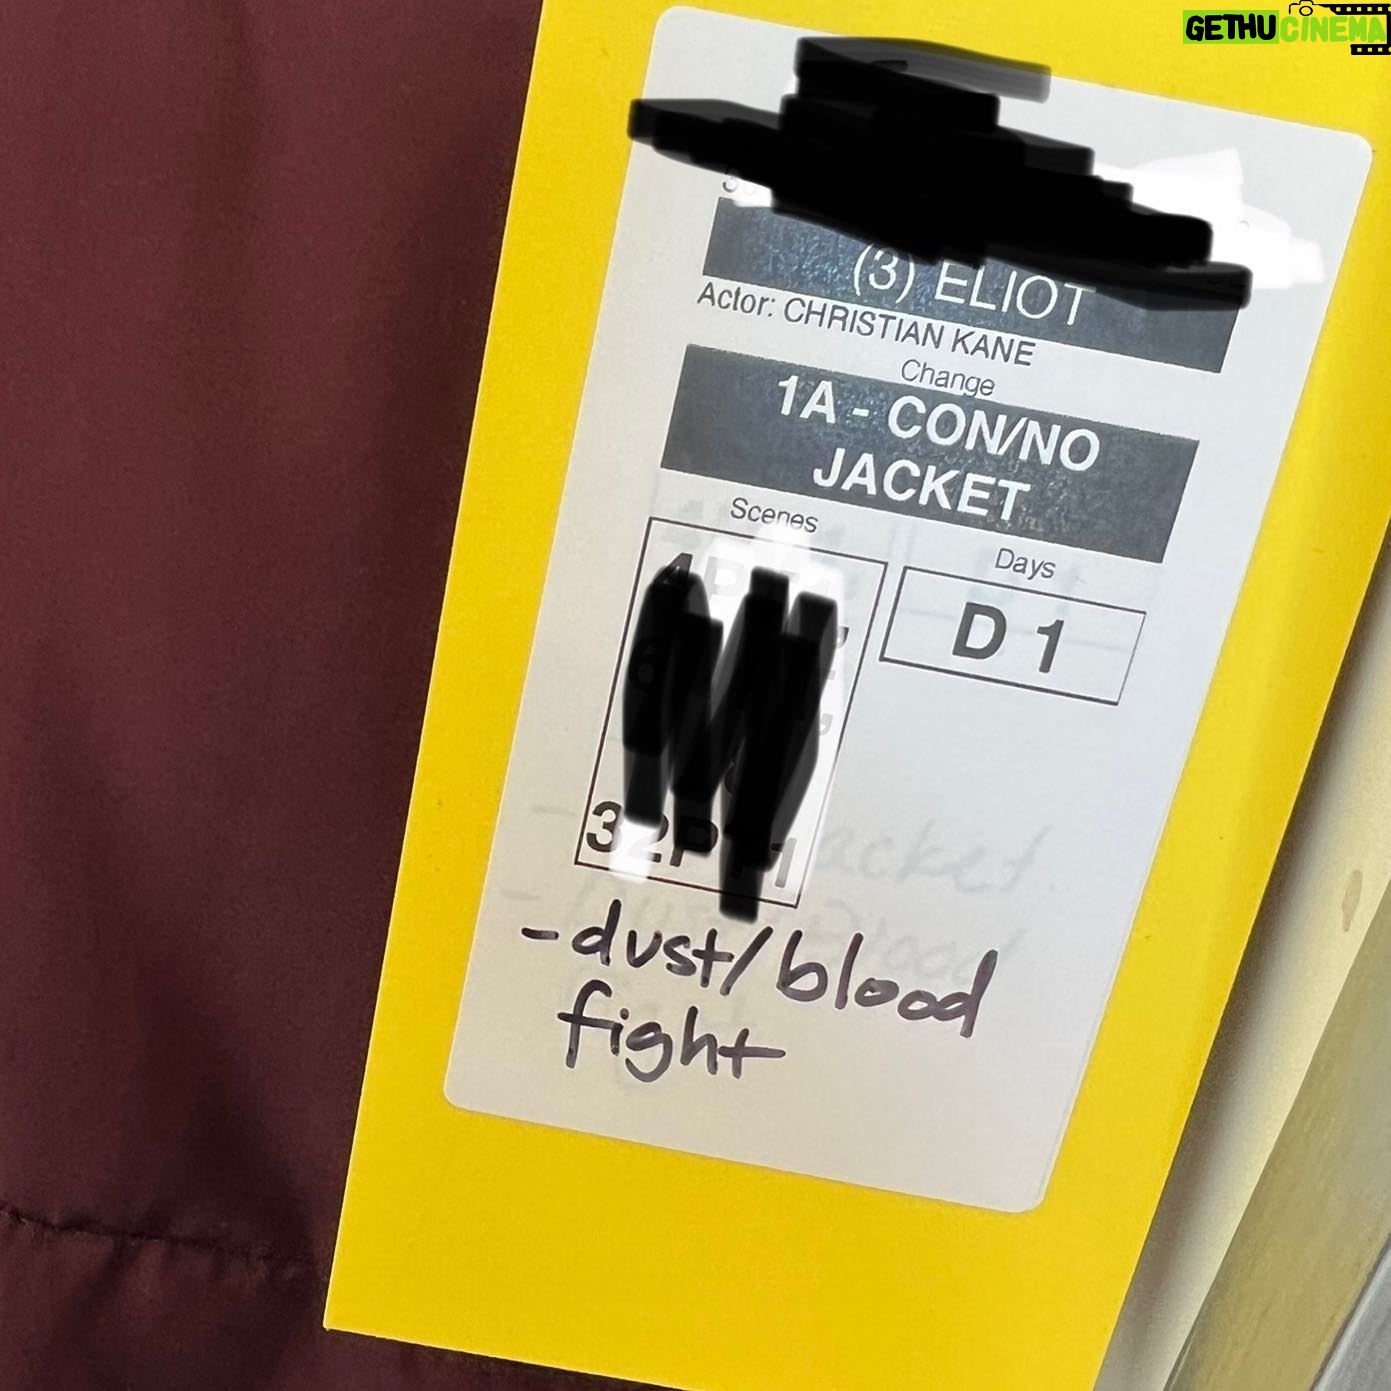 GETHU CINEMA
(3) ELIOT
Actor: CHRISTIAN KANE
Change
1A - CON/NO
JACKET
Scenes
Days
D 1
-dust/blood
fight